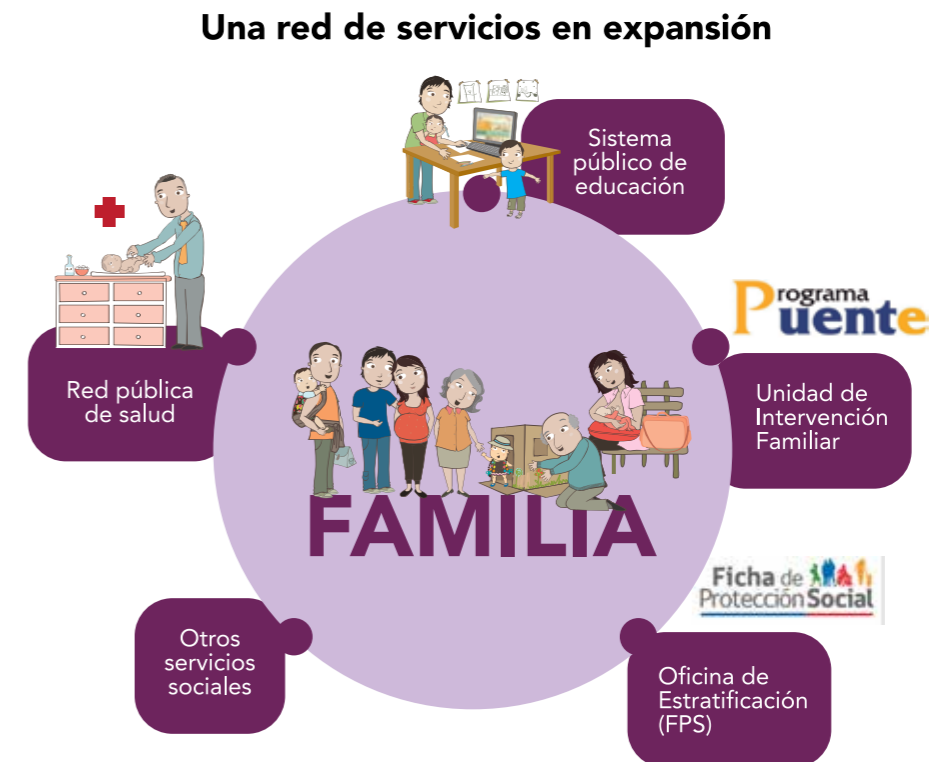 Una red de servicios en expansión
Sistema
público de
educación
Programa
Puente
Red pública
de salud
Unidad de
Intervención
Familiar
FAMILIA
Ficha de
Protección Social
Otros
servicios
sociales
Oficina de
Estratificación
(FPS)